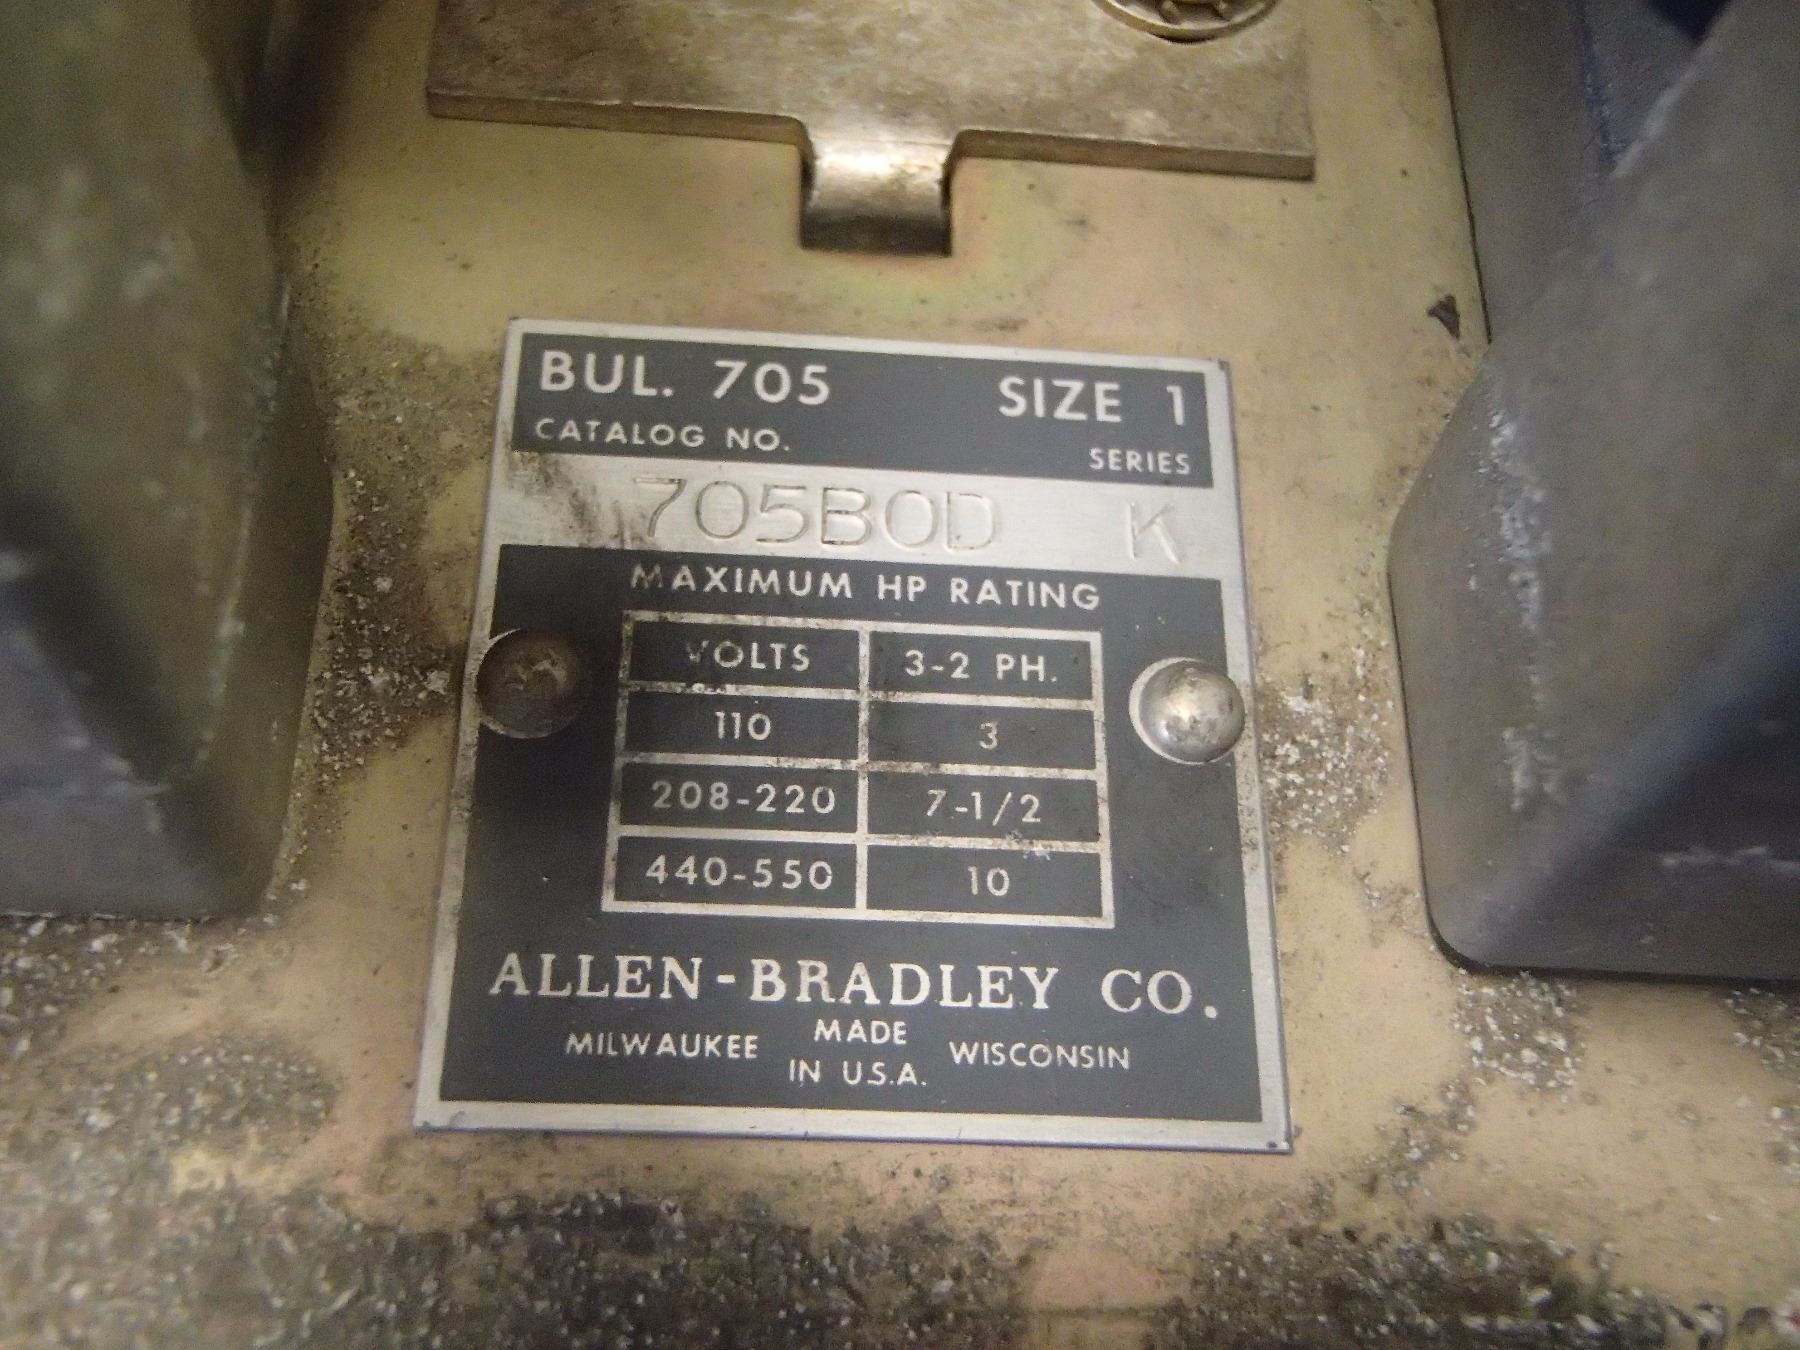 BUL. 705 SIZE 1
CATALOG NO. SERIES
705BOD K
MAXIMUM HP RATING
VOLTS 3-2 PH.
110 3
208-220 7-1/2
440-550 10
ALLEN-BRADLEY CO.
MILWAUKEE MADE IN U.S.A. WISCONSIN